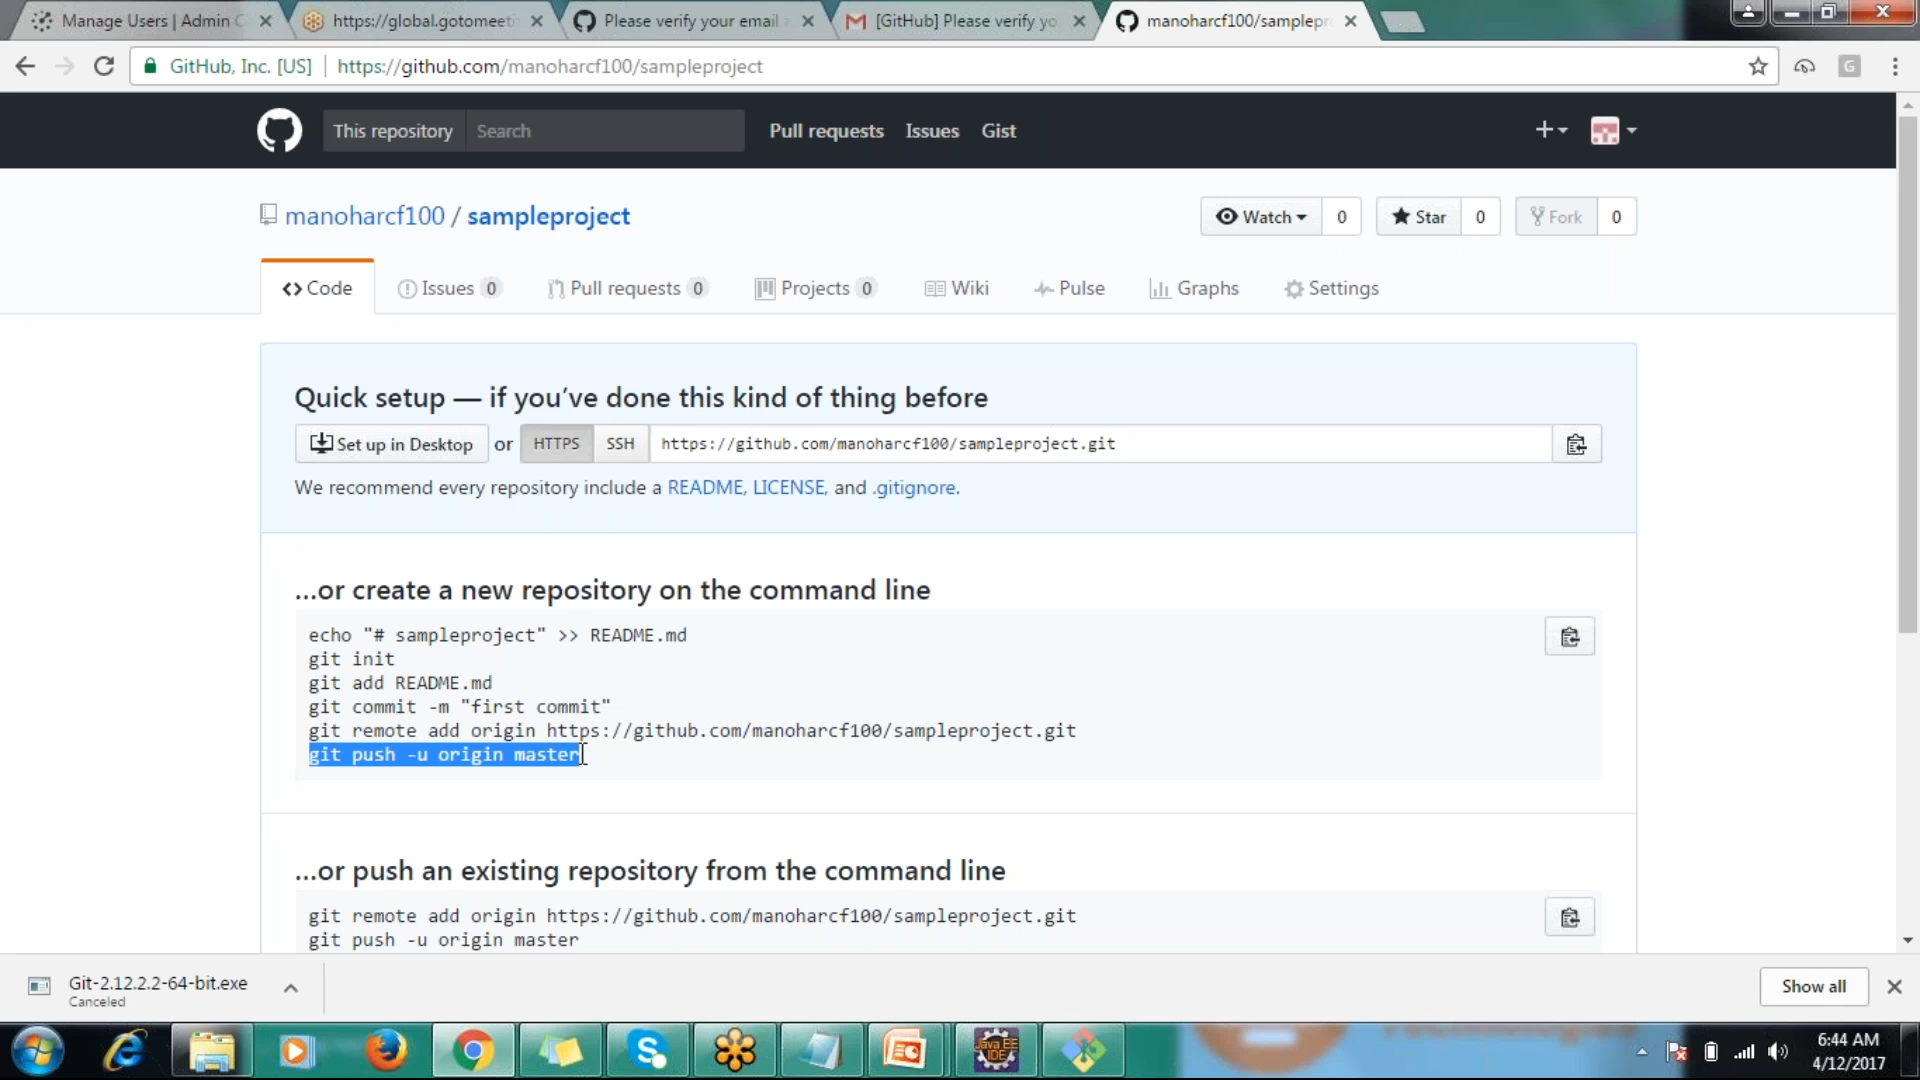 Manage Users | Admin C
https://global.gotomeeti
Please verify your email a
[GitHub] Please verify yo
manoharcf100/samplepr
GitHub, Inc. [US]
https://github.com/manoharcf100/sampleproject
G
This repository
Search
Pull requests
Issues
Gist
manoharcf100 / sampleproject
Watch
0
Star
0
Fork
0
Code
Issues 0
Pull requests 0
Projects 0
Wiki
Pulse
Graphs
Settings
Quick setup — if you’ve done this kind of thing before
Set up in Desktop
or
HTTPS
SSH
https://github.com/manoharcf100/sampleproject.git
We recommend every repository include a README, LICENSE, and .gitignore.
…or create a new repository on the command line
echo "# sampleproject" >> README.md
git init
git add README.md
git commit -m "first commit"
git remote add origin https://github.com/manoharcf100/sampleproject.git
git push -u origin master
…or push an existing repository from the command line
git remote add origin https://github.com/manoharcf100/sampleproject.git
git push -u origin master
Git-2.12.2.2-64-bit.exe
Canceled
Show all
Java EE
IDE
6:44 AM
4/12/2017